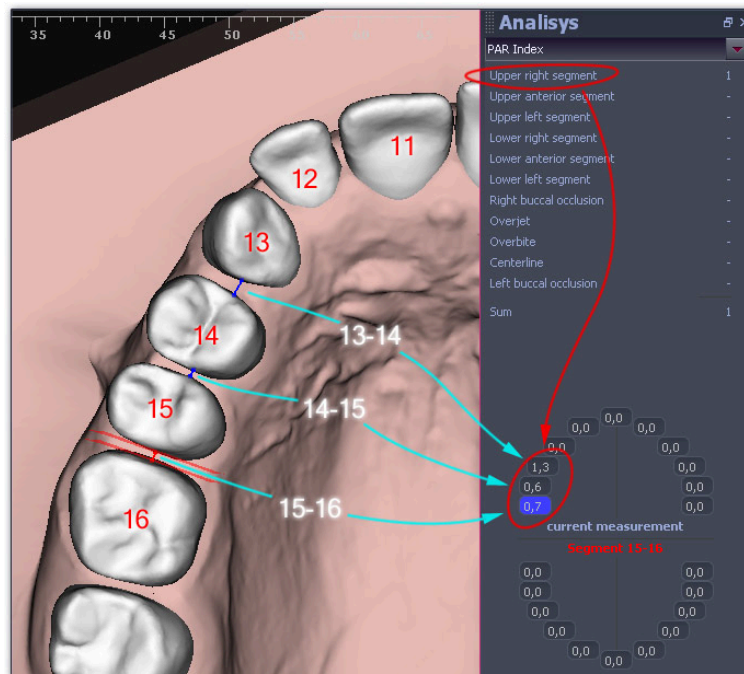 Analisys
35 40 45 50 55 60
PAR Index
Upper right segment 1
Upper anterior segment -
Upper left segment -
Lower right segment -
Lower anterior segment -
Lower left segment -
Right buccal occlusion -
Overjet -
Overbite -
Centerline -
Left buccal occlusion -
Sum 1
11
12
13
14
15
16
13-14
14-15
15-16
0,0
0,0 0,0
0,0 0,0
1,3 0,0
0,6 0,0
0,7 0,0
current measurement
Segment 15-16
0,0 0,0
0,0 0,0
0,0 0,0
0,0 0,0
0,0 0,0
0,0